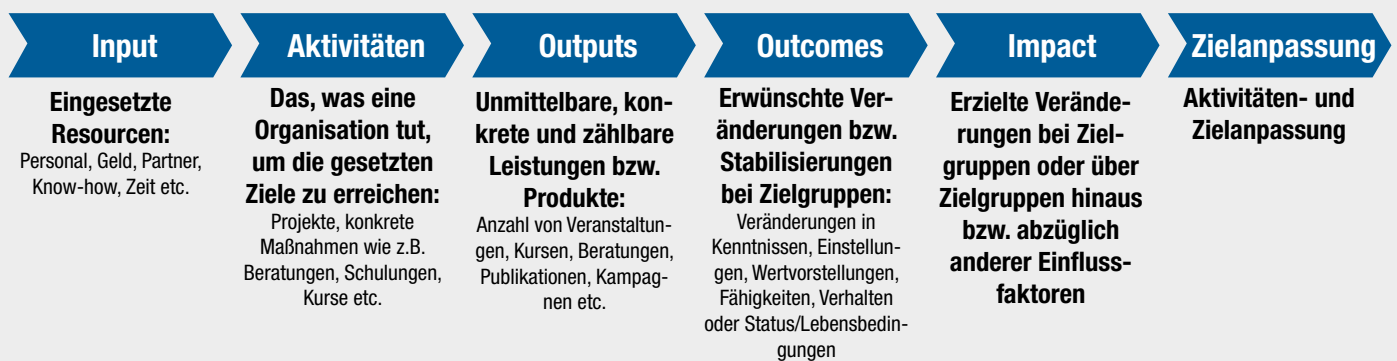 Input
Eingesetzte
Resourcen:
Personal, Geld, Partner,
Know-how, Zeit etc.
Aktivitäten
Das, was eine
Organisation tut,
um die gesetzten
Ziele zu erreichen:
Projekte, konkrete
Maßnahmen wie z.B.
Beratungen, Schulungen,
Kurse etc.
Outputs
Unmittelbare, kon-
krete und zählbare
Leistungen bzw.
Produkte:
Anzahl von Veranstaltun-
gen, Kursen, Beratungen,
Publikationen, Kampag-
nen etc.
Outcomes
Erwünschte Ver-
änderungen bzw.
Stabilisierungen
bei Zielgruppen:
Veränderungen in
Kenntnissen, Einstellun-
gen, Wertvorstellungen,
Fähigkeiten, Verhalten
oder Status/Lebensbedin-
gungen
Impact
Erzielte Verände-
rungen bei Ziel-
gruppen oder über
Zielgruppen hinaus
bzw. abzüglich
anderer Einfluss-
faktoren
Zielanpassung
Aktivitäten- und
Zielanpassung